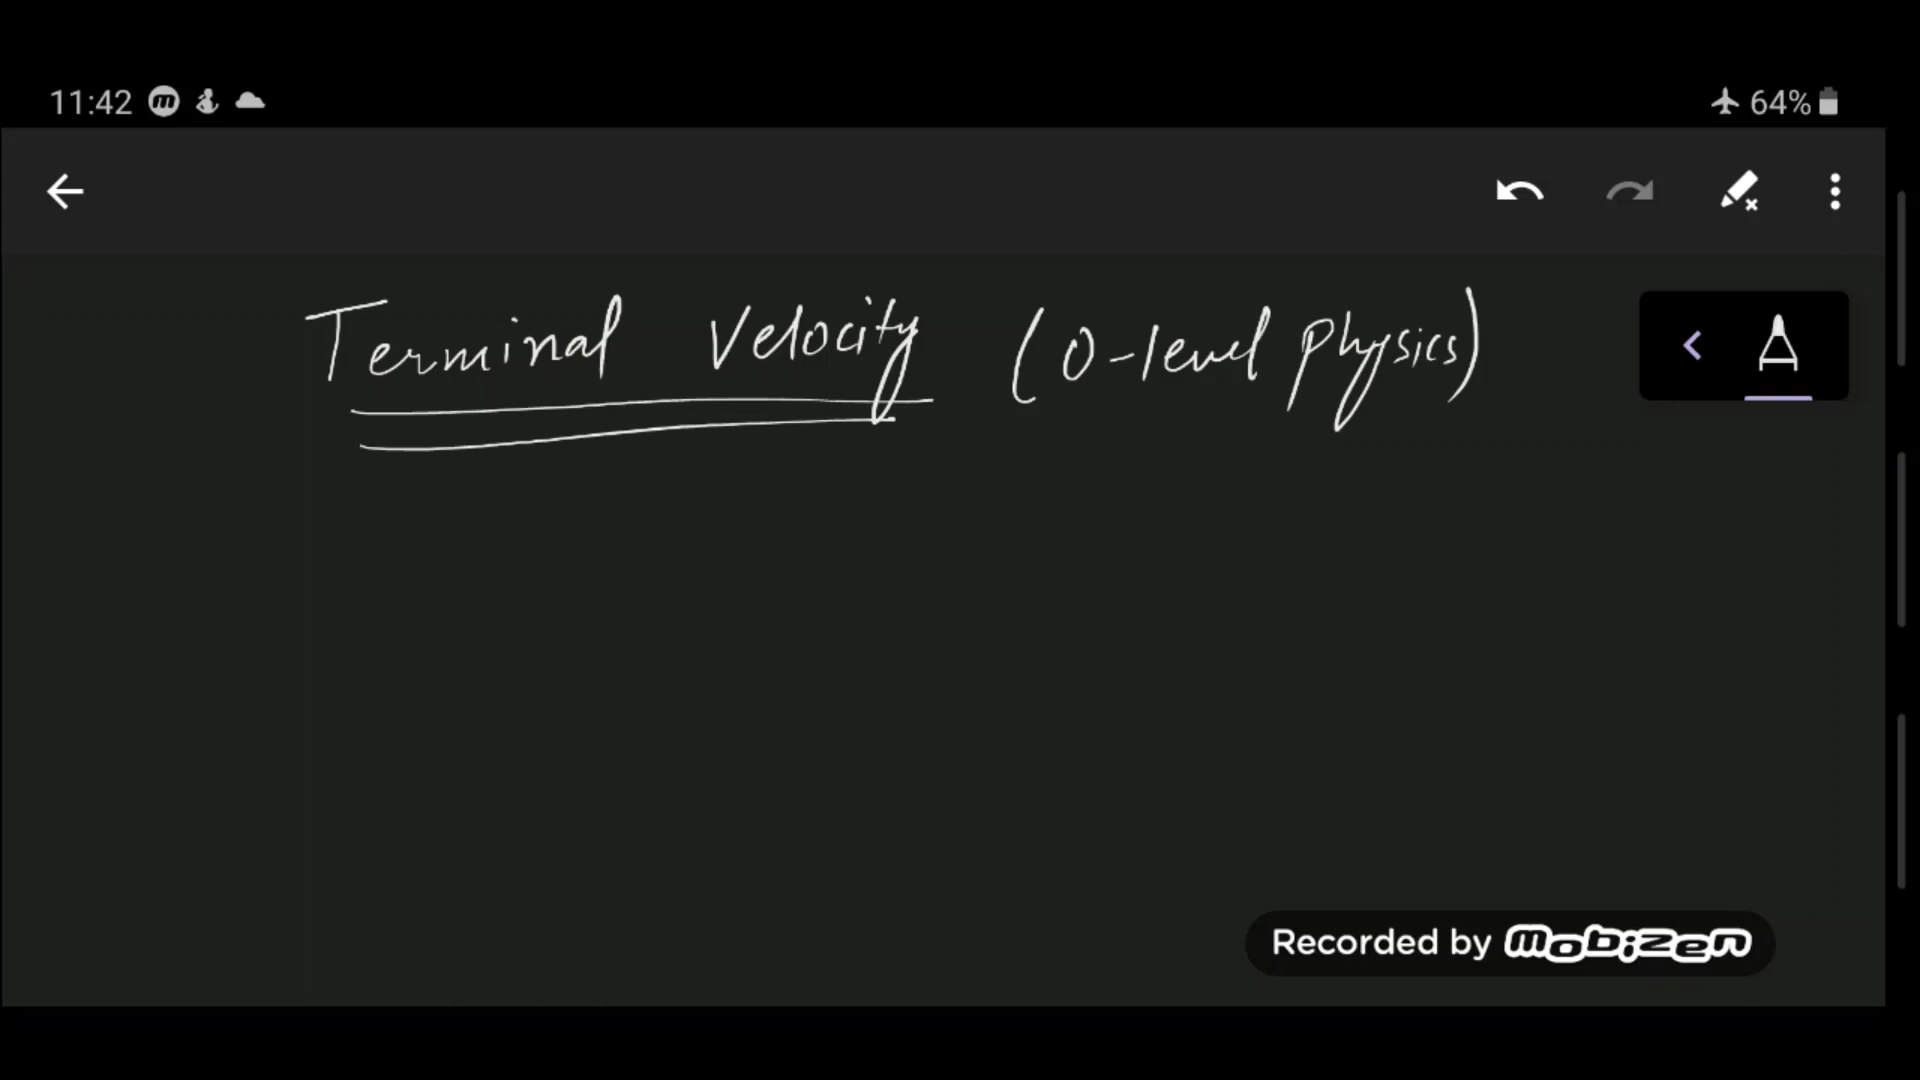 11:42 64%
Terminal Velocity (O-level Physics)
Recorded by mobizen